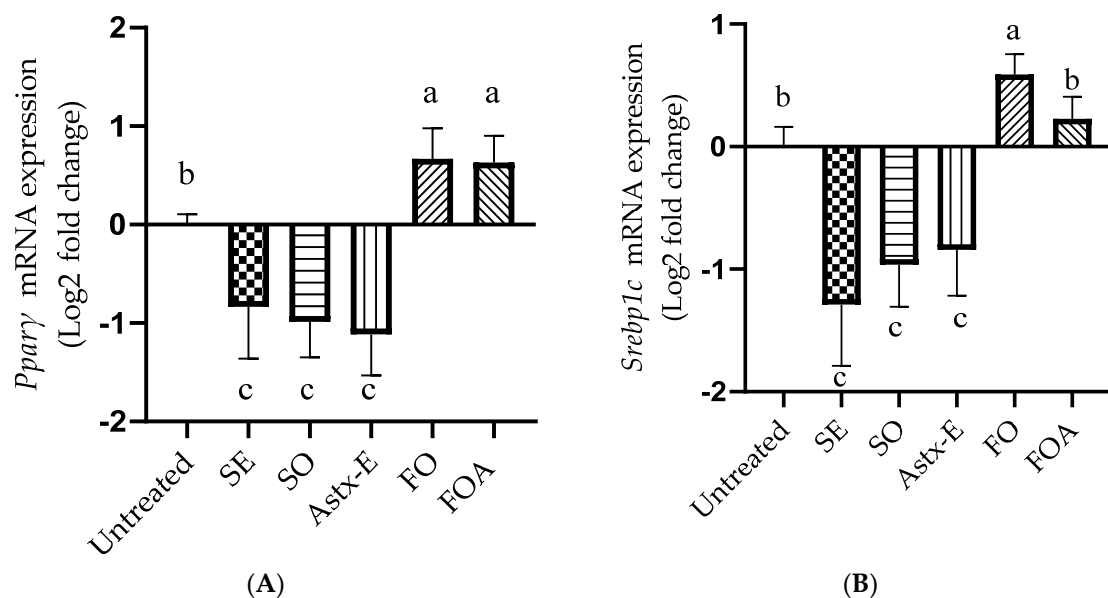 Pparγ mRNA expression
(Log2 fold change)
2
1
0
-1
-2
b
c
c
c
a
a
Untreated
SE
SO
Astx-E
FO
FOA
(A)
Srebp1c mRNA expression
(Log2 fold change)
1
0
-1
-2
b
c
c
c
a
b
Untreated
SE
SO
Astx-E
FO
FOA
(B)